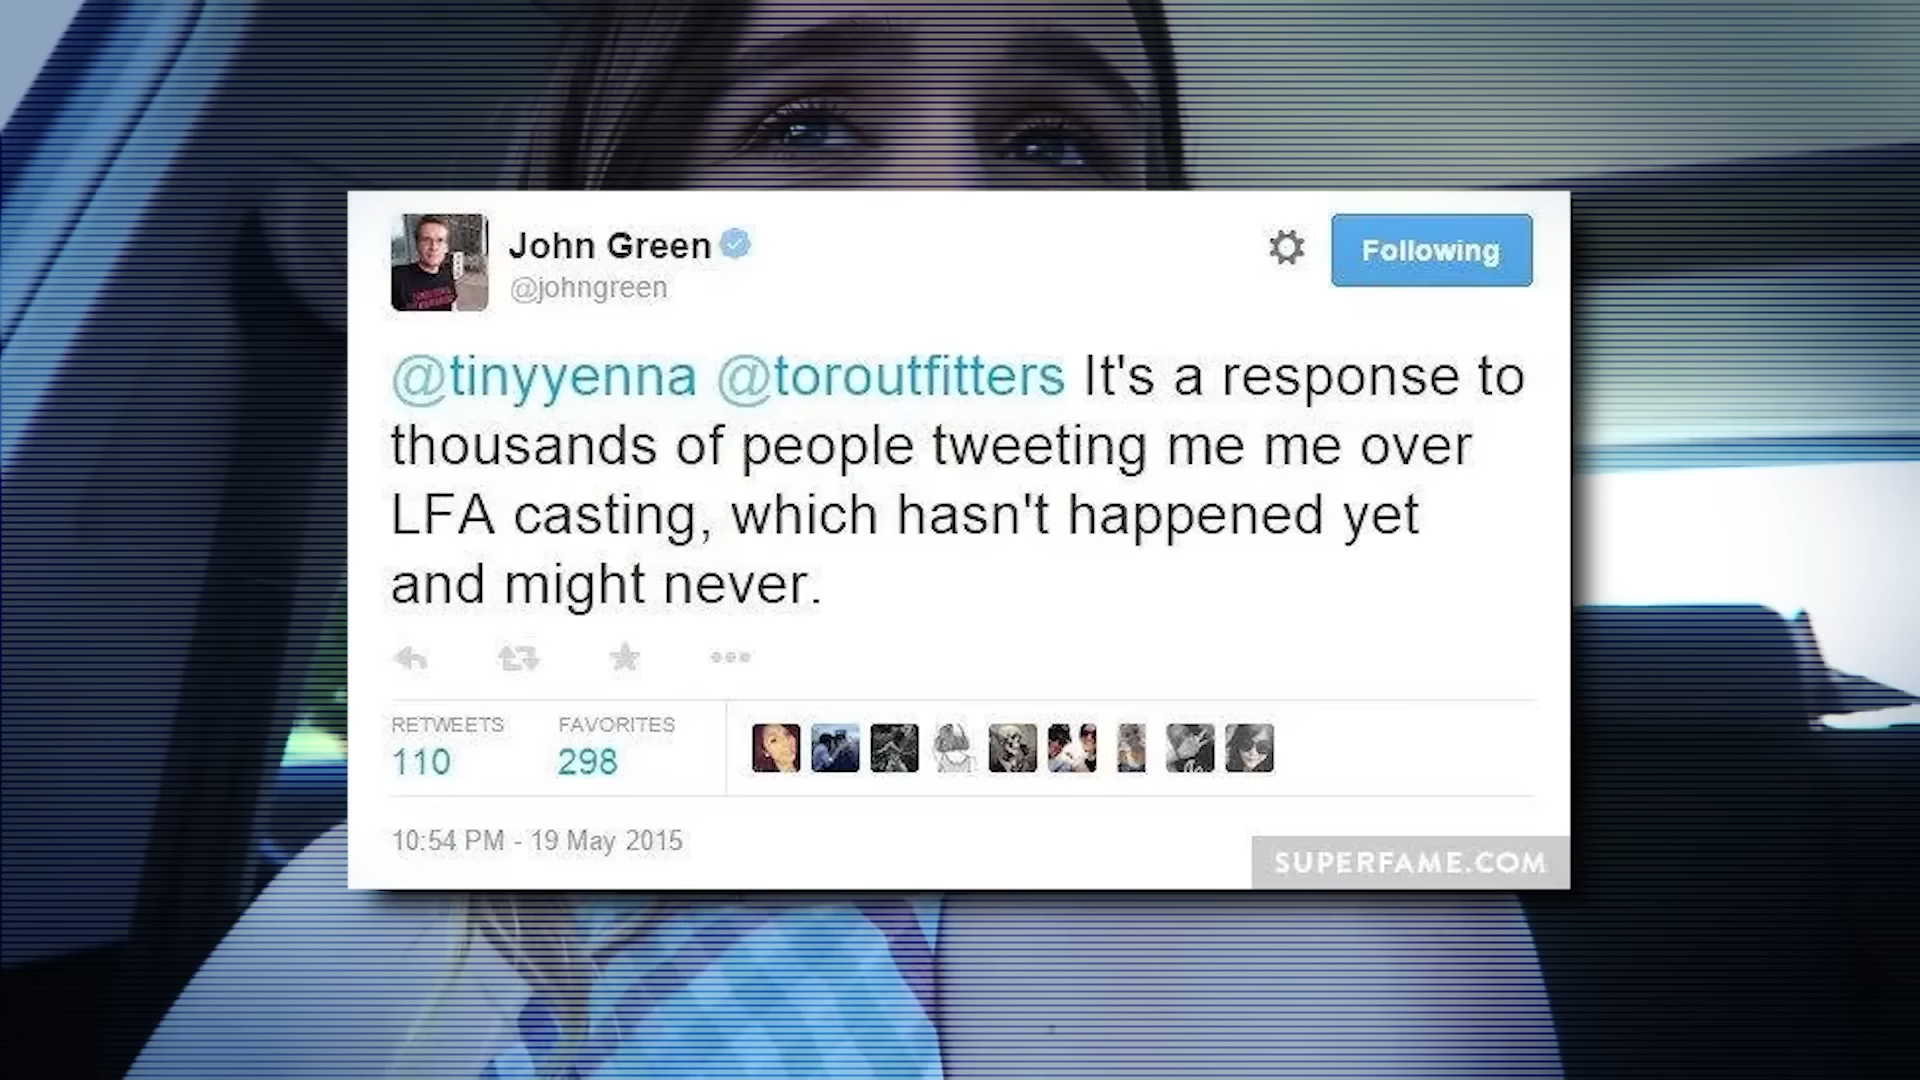 John Green
@johngreen
Following
@tinyyenna @toroutfitters It's a response to
thousands of people tweeting me me over
LFA casting, which hasn't happened yet
and might never.
RETWEETS FAVORITES
110 298
10:54 PM - 19 May 2015
SUPERFAME.COM